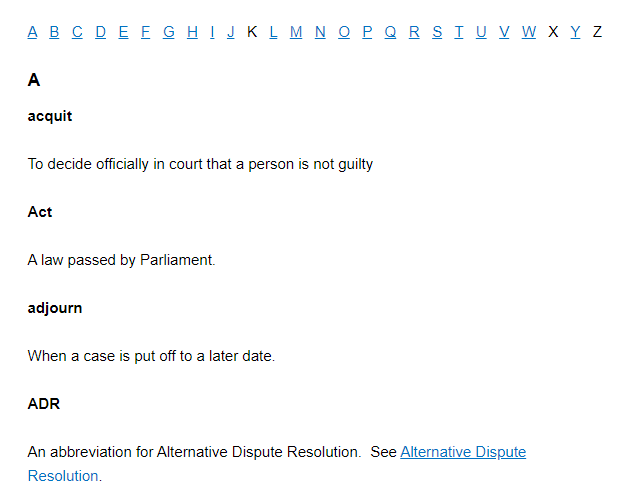 A B C D E F G H I J K L M N O P Q R S T U V W X Y Z
A
acquit
To decide officially in court that a person is not guilty
Act
A law passed by Parliament.
adjourn
When a case is put off to a later date.
ADR
An abbreviation for Alternative Dispute Resolution.  See Alternative Dispute
Resolution.